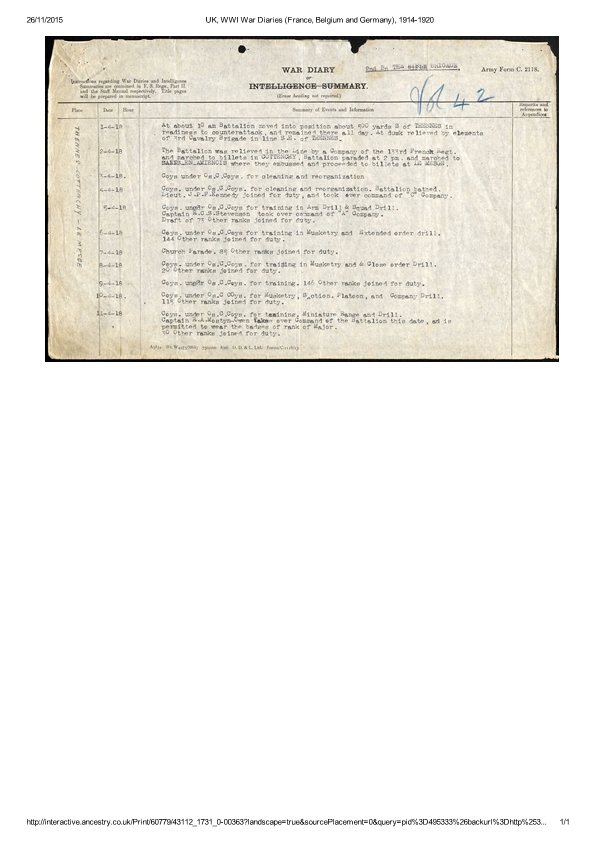 26/11/2015
UK, WWI War Diaries (France, Belgium and Germany), 1914-1920
WAR DIARY
or
INTELLIGENCE SUMMARY.
(Erase heading not required.)
2nd Bn. THE RIFLE BRIGADE.
Army Form C. 2118.
Instructions regarding War Diaries and Intelligence
Summaries are contained in F. S. Regs., Part II
and the Staff Manual respectively. Title pages
will be prepared in manuscript.
Vol 42
Place
Date
Hour
Summary of Events and Information
Remarks and
references to
Appendices
1-4-18
At about 10 am Battalion moved into position about 500 yards S of THENNES in
readiness to counterattack, and remained there all day. At dusk relieved by elements
of 3rd Cavalry Brigade in line S.E. of THENNES.
2-4-18
The Battalion was relieved in the Line by a Company of the 133rd French Regt.
and marched to billets in COTTENCHY, Battalion paraded at 2 pm. and marched to
where they embussed and proceeded to billets at LE MESGE.
3-4-18.
Coys under Os.C.Coys. for cleaning and reorganization
4-4-18
Coys. under Os.C.Coys. for cleaning and reorganization. Battalion bathed.
Lieut. Kennedy joined for duty, and took over command of "C" Company.
5-4-18
Coys. under Os.C.Coys. for training in Arm Drill & Squad Drill.
Captain Stevenson took over command of "A" Company.
Draft of 77 Other ranks joined for duty.
6-4-18
Coys. under Os.C.Coys. for training in Musketry and Extended order drill.
144 Other ranks joined for duty.
7-4-18
Church Parade. 88 Other ranks joined for duty.
8-4-18
Coys. under Os.C.Coys. for training in Musketry and & Close order Drill.
20 Other ranks joined for duty.
9-4-18
Coys. under Os.C.Coys. for training. 146 Other ranks joined for duty.
10-4-18
Coys. under Os.C Coys. for Musketry, Section, Platoon, and Company Drill.
118 Other ranks joined for duty.
11-4-18
Coys. under Os.C.Coys. for training, Miniature Range and Drill.
Captain Mostyn-Owen takes over Command of the Battalion this date, and is
permitted to wear the badges of rank of Major.
Other ranks joined for duty.
http://interactive.ancestry.co.uk/Print/60779/43112_1731_0-00363?landscape=true&sourcePlacement=0&query=pid%3D495333%26backurl%3Dhttp%253...
1/1